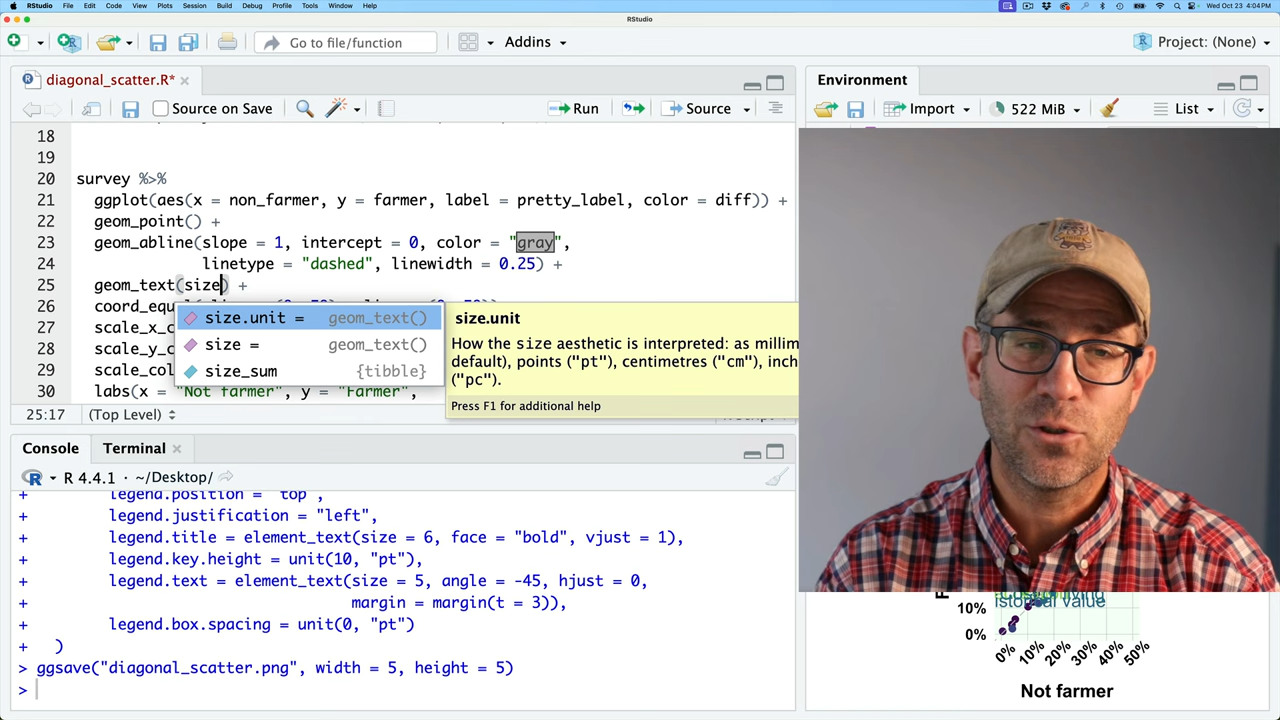 RStudio File Edit Code View Plots Session Build Debug Profile Tools Window Help Wed Oct 23 4:04 PM
RStudio
Go to file/function Addins Project: (None)
diagonal_scatter.R* Environment
Source on Save Run Source Import 522 MiB List
18
19
20 survey %>%
21 ggplot(aes(x = non_farmer, y = farmer, label = pretty_label, color = diff)) +
22 geom_point() +
23 geom_abline(slope = 1, intercept = 0, color = "gray",
24 linetype = "dashed", linewidth = 0.25) +
25 geom_text(size) +
26 coord_equ
27 scale_x_c
28 scale_y_c
29 scale_col
30 labs(x = "Not farmer", y = "Farmer",
size.unit = geom_text()
size = geom_text()
size_sum {tibble}
size.unit
How the size aesthetic is interpreted: as millim
default), points ("pt"), centimetres ("cm"), inch
("pc").
Press F1 for additional help
25:17 (Top Level)
Console Terminal
R 4.4.1 · ~/Desktop/
+ legend.position = "top",
+ legend.justification = "left",
+ legend.title = element_text(size = 6, face = "bold", vjust = 1),
+ legend.key.height = unit(10, "pt"),
+ legend.text = element_text(size = 5, angle = -45, hjust = 0,
+ margin = margin(t = 3)),
+ legend.box.spacing = unit(0, "pt")
+ )
> ggsave("diagonal_scatter.png", width = 5, height = 5)
>
10%
0%
0% 10% 20% 30% 40% 50%
Not farmer